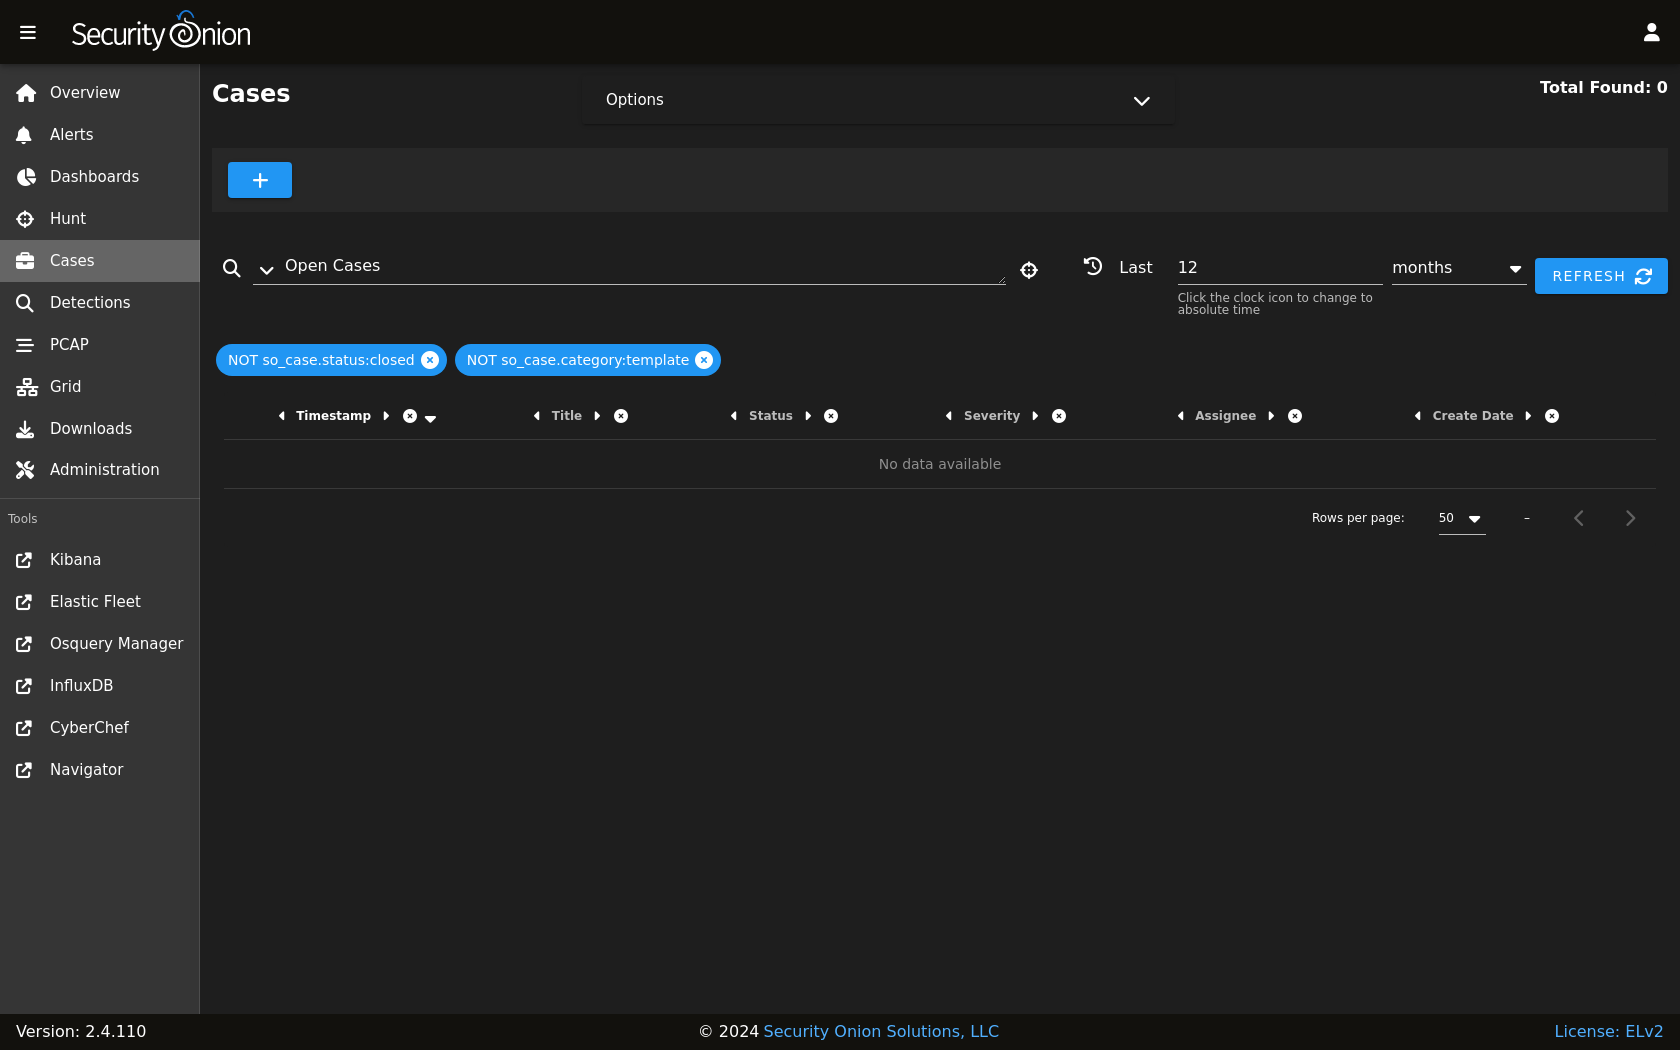 Security Onion
Overview
Alerts
Dashboards
Hunt
Cases
Detections
PCAP
Grid
Downloads
Administration
Tools
Kibana
Elastic Fleet
Osquery Manager
InfluxDB
CyberChef
Navigator
Cases
Options
Total Found: 0
Open Cases
Last
12
months
REFRESH
Click the clock icon to change to
absolute time
NOT so_case.status:closed
NOT so_case.category:template
Timestamp Title Status Severity Assignee Create Date
No data available
Rows per page: 50 –
Version: 2.4.110
© 2024 Security Onion Solutions, LLC
License: ELv2